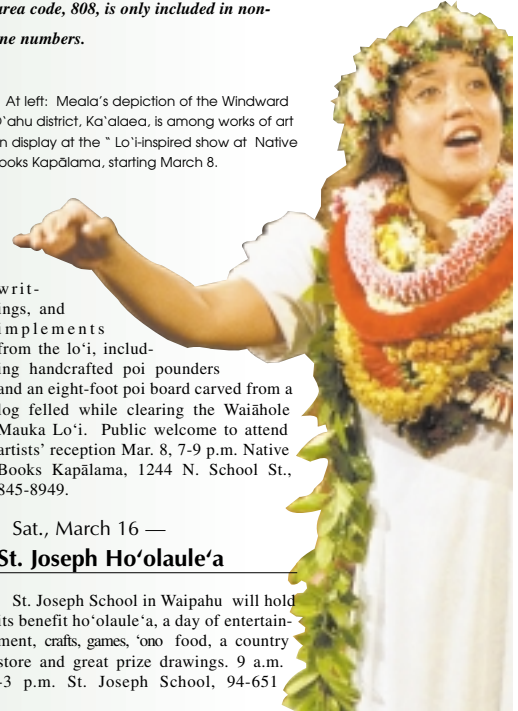 area code, 808, is only included in non-
ne numbers.
At left: Meala's depiction of the Windward
O`ahu district, Ka`alaea, is among works of art
n display at the " Lo`i-inspired show at Native
ooks Kapālama, starting March 8.
writ-
ings, and
implements
from the lo‘i, includ-
ing handcrafted poi pounders
and an eight-foot poi board carved from a
log felled while clearing the Waiāhole
Mauka Lo‘i. Public welcome to attend
artists’ reception Mar. 8, 7-9 p.m. Native
Books Kapālama, 1244 N. School St.,
845-8949.
Sat., March 16 —
St. Joseph Ho‘olaule‘a
St. Joseph School in Waipahu will hold
its benefit ho‘olaule‘a, a day of entertain-
ment, crafts, games, ‘ono food, a country
store and great prize drawings. 9 a.m.
-3 p.m. St. Joseph School, 94-651